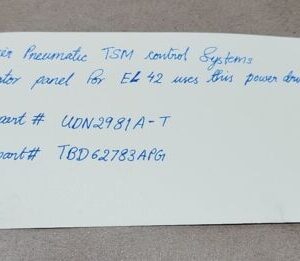 Pneumatic TSM control Systems
panel for EL 42 uses this power
part # UDN2981A-T
part# TBD62783APG